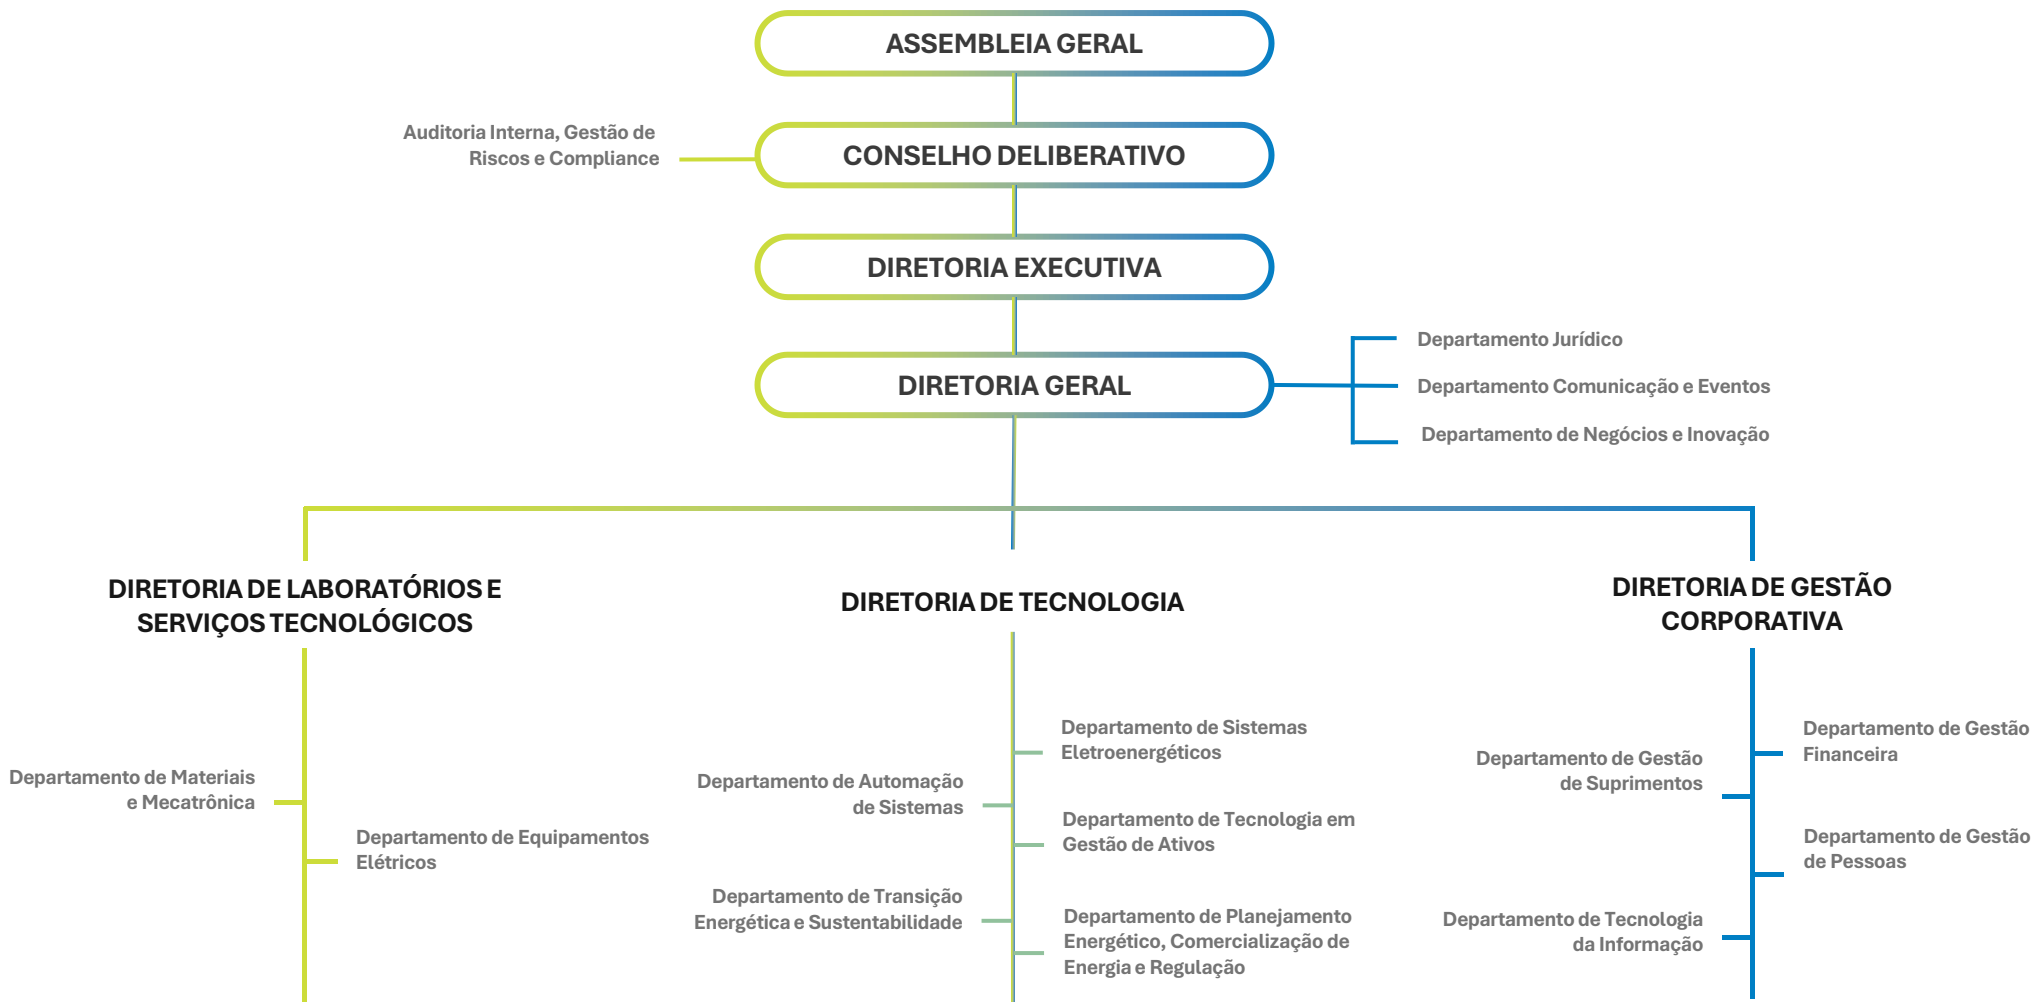 ASSEMBLEIA GERAL
Auditoria Interna, Gestão de
Riscos e Compliance
CONSELHO DELIBERATIVO
DIRETORIA EXECUTIVA
DIRETORIA GERAL
Departamento Jurídico
Departamento Comunicação e Eventos
Departamento de Negócios e Inovação
DIRETORIA DE LABORATÓRIOS E
SERVIÇOS TECNOLÓGICOS
Departamento de Materiais
e Mecatrônica
Departamento de Equipamentos
Elétricos
DIRETORIA DE TECNOLOGIA
Departamento de Sistemas
Eletroenergéticos
Departamento de Automação
de Sistemas
Departamento de Tecnologia em
Gestão de Ativos
Departamento de Transição
Energética e Sustentabilidade
Departamento de Planejamento
Energético, Comercialização de
Energia e Regulação
DIRETORIA DE GESTÃO
CORPORATIVA
Departamento de Gestão
Financeira
Departamento de Gestão
de Suprimentos
Departamento de Gestão
de Pessoas
Departamento de Tecnologia
da Informação